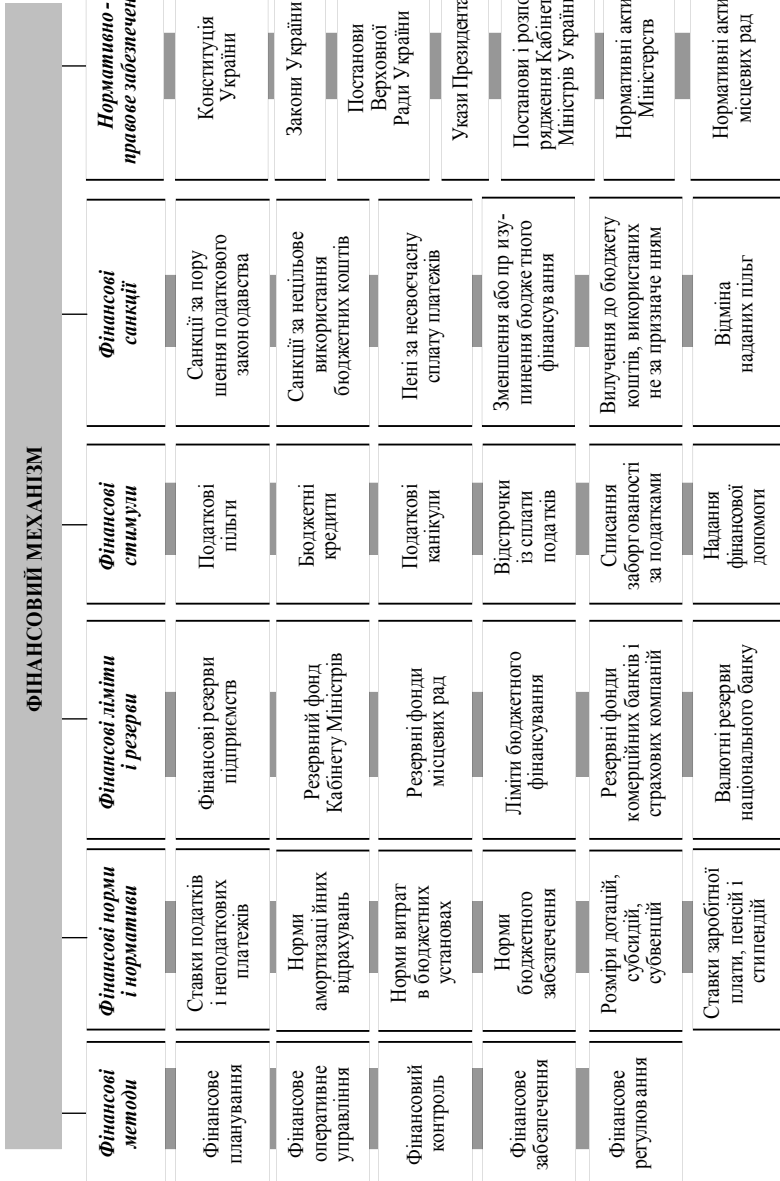 ФІНАНСОВИЙ МЕХАНІЗМ
Фінансові
методи
Фінансове
планування
Фінансове
оперативне
управління
Фінансовий
контроль
Фінансове
забезпечення
Фінансове
регулюв ання
Фінансові норми
і нормативи
Ставки податків
і неподаткових
платежів
Норми
амортизаці йних
відрахувань
Норми витрат
в бюджетних
установах
Норми
бюджетного
забезпечення
Розміри дотацій,
субсидій,
субвенцій
Ставки заробітної
плати, пенсій і
стипендій
Фінансові ліміти
і резерви
Фінансові резерви
підприємств
Резервний фонд
Кабінету Міністрів
Резервні фонди
місцевих рад
Ліміти бюджетного
фінансування
Резервні фонди
комерційних банків і
страхових компаній
Валютні резерви
національного банку
Фінансові
стимули
Податкові
пільги
Бюджетні
кредити
Податкові
канікули
Відстрочки
із сплати
податків
Списання
заборг ованості
за податками
Надання
фінансової
допомоги
Фінансові
санкції
Санкції за пору
шення податкового
законодавства
Санкції за нецільове
використання
бюджетних коштів
Пені за несвоєчасну
сплату платежів
Зменшення або пр изу-
пинення бюдже тного
фінансування
Вилучення до бюджету
коштів, використаних
не за призначе нням
Відміна
наданих пільг
Нормативно -
правове забезпечен
Конституція
України
Закони України
Постанови
Верховної
Ради України
Укази Президента
Постанови і розпо
рядження Кабінет
Міністрів України
Нормативні акти
Міністерств
Нормативні акти
місцевих рад